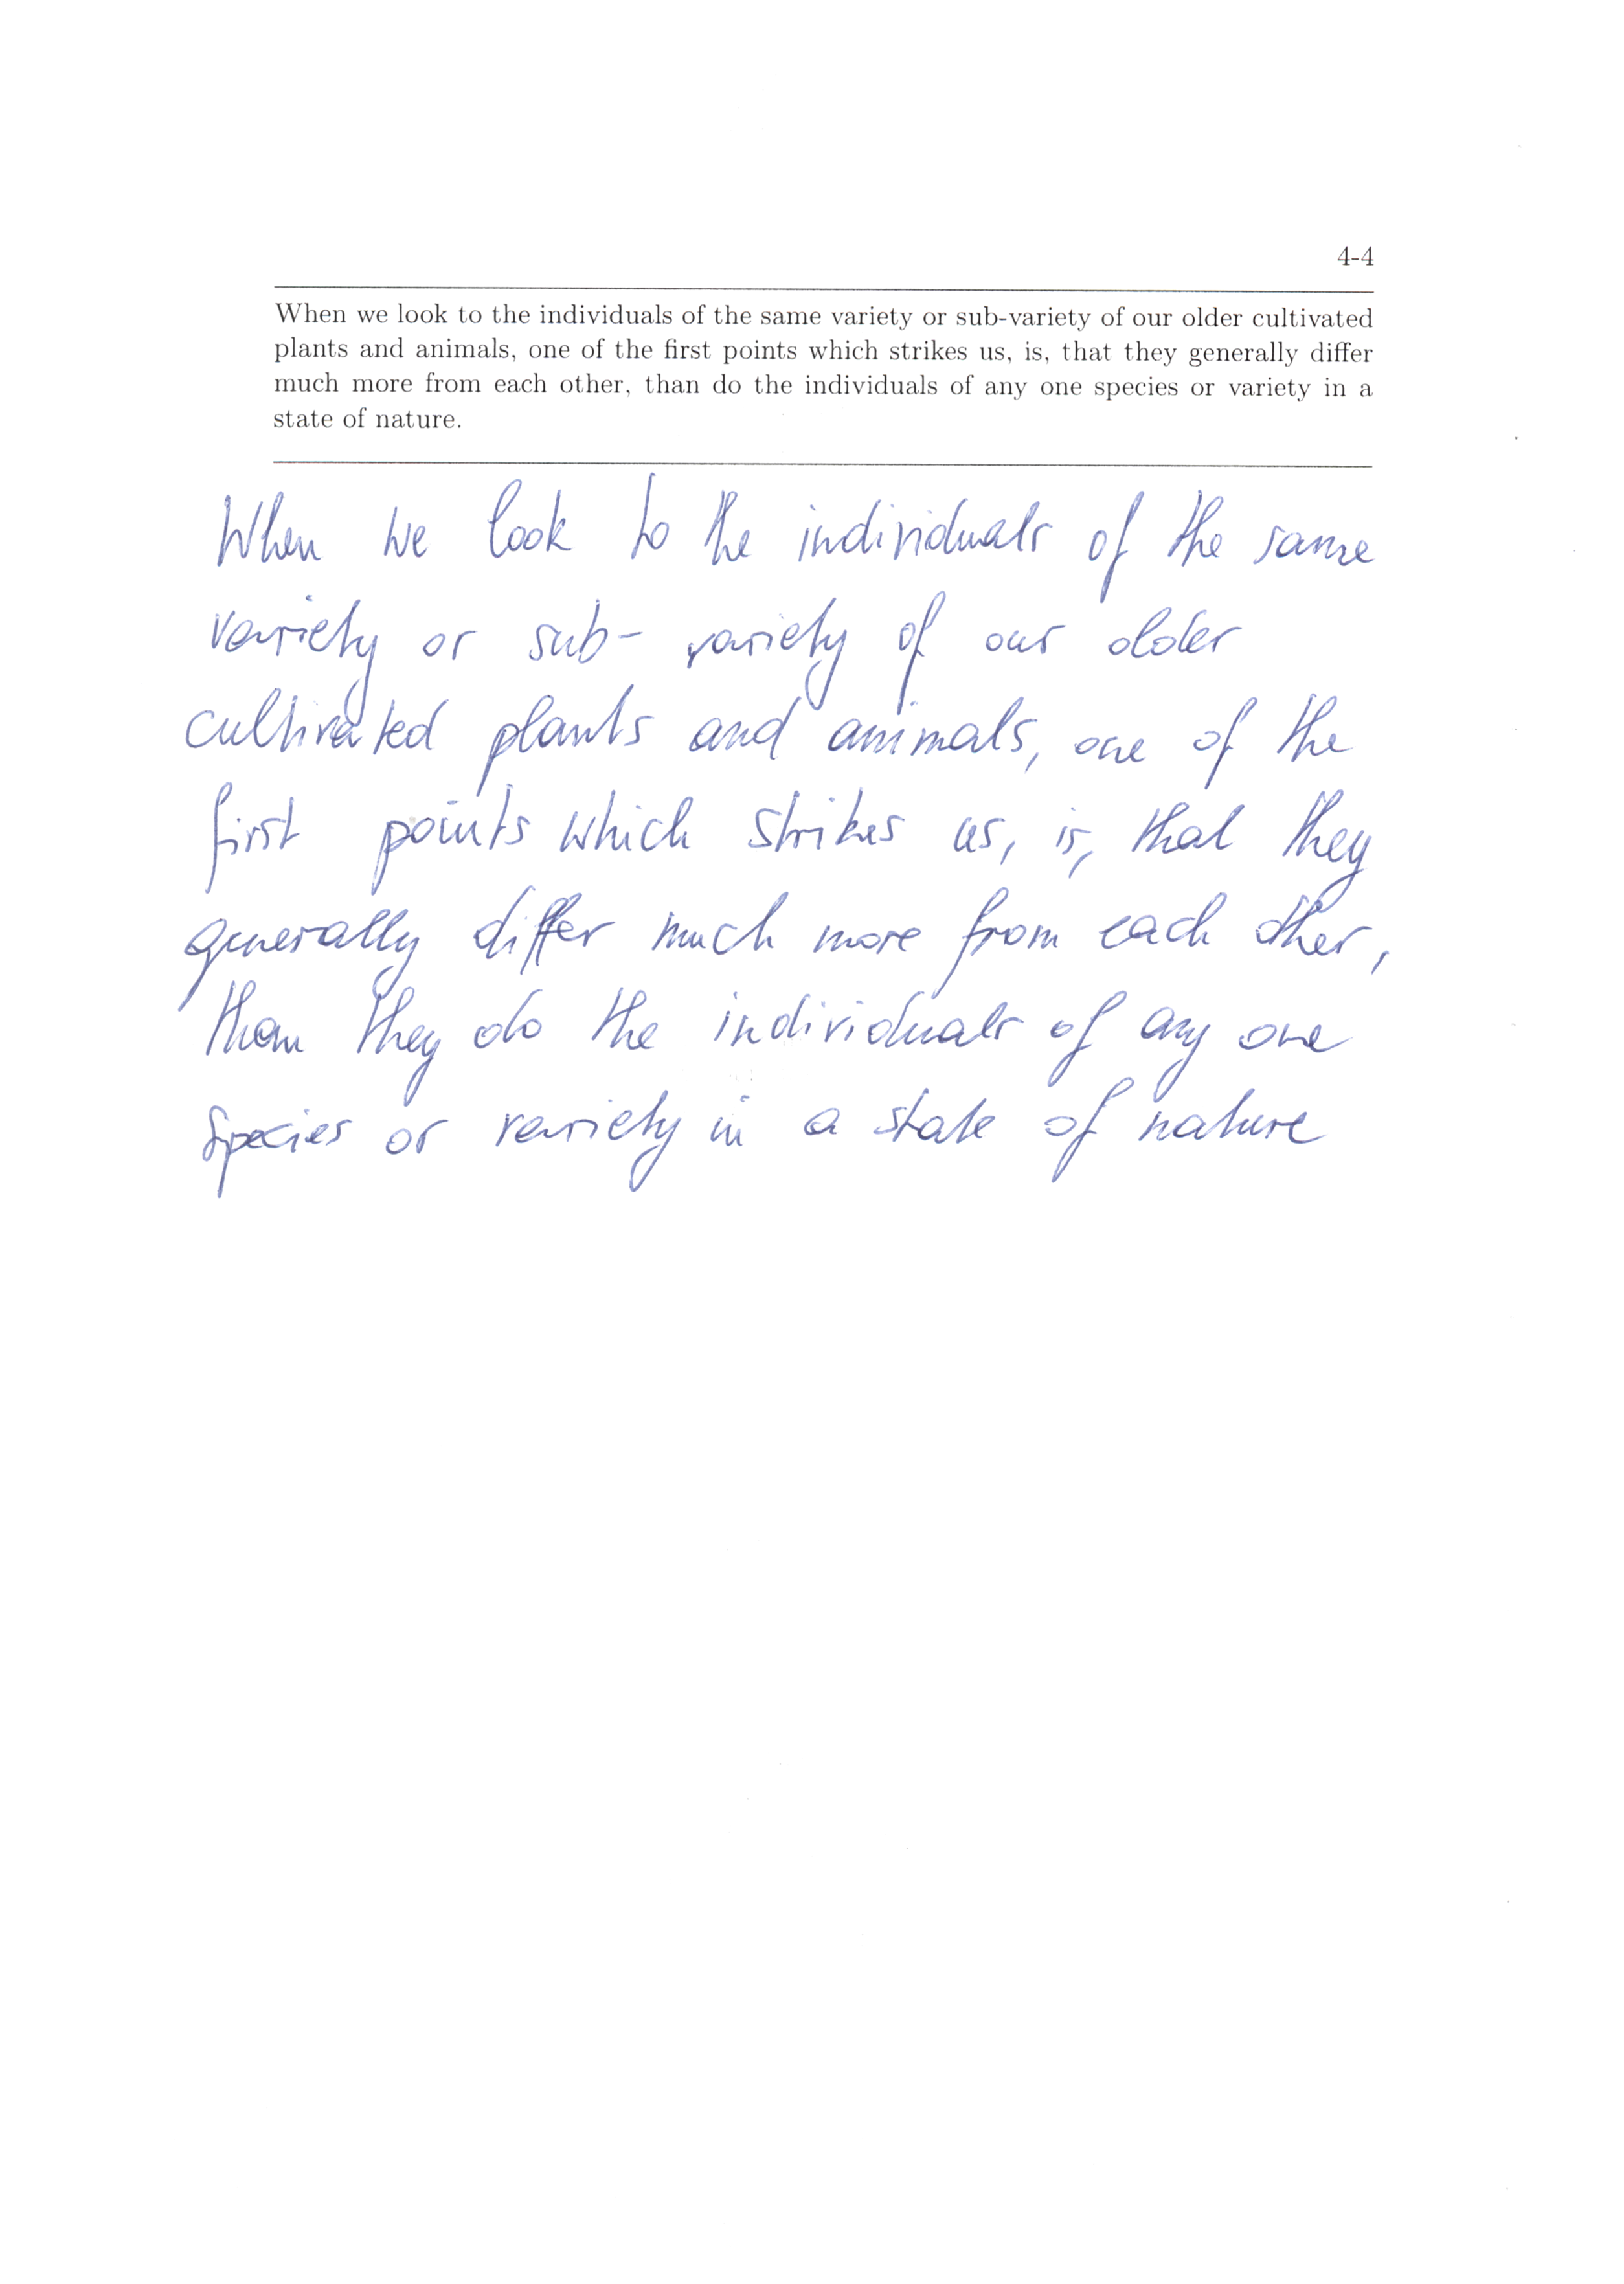 4-4
When we look to the individuals of the same variety or sub-variety of our older cultivated
plants and animals, one of the first points which strikes us, is, that they generally differ
much more from each other, than do the individuals of any one species or variety in a
state of nature.
When we look to the individuals of the same
variety or sub-variety of our older
cultivated plants and animals, one of the
first points which strikes us, is, that they
generally differ much more from each other,
than they do the individuals of any one
species or variety in a state of nature